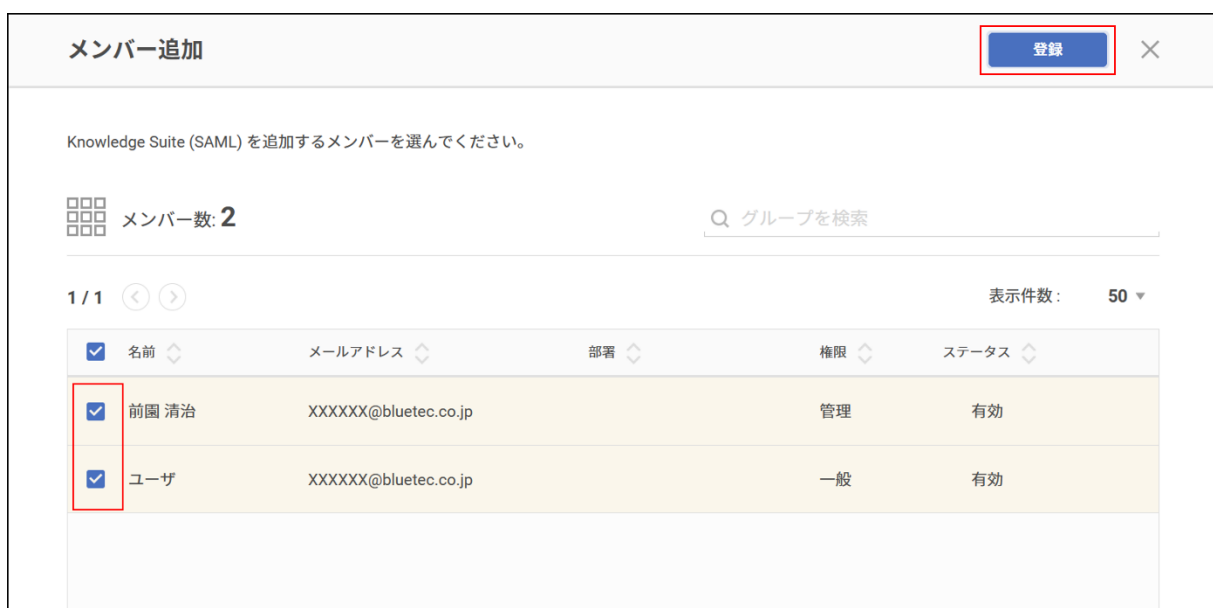 メンバー追加 登録
Knowledge Suite (SAML) を追加するメンバーを選んでください。
メンバー数: 2 グループを検索
1 / 1 表示件数 : 50
名前 メールアドレス 部署 権限 ステータス
前園 清治 XXXXXX@bluetec.co.jp 管理 有効
ユーザ XXXXXX@bluetec.co.jp 一般 有効